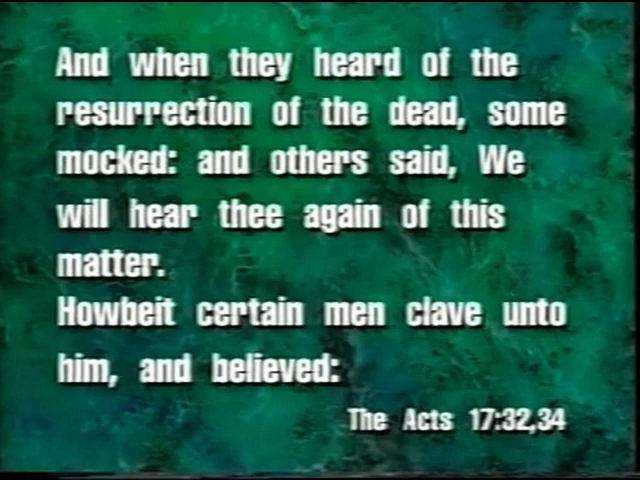 And when they heard of the
resurrection of the dead, some
mocked: and others said, We
will hear thee again of this
matter.
Howbeit certain men clave unto
him, and believed:
The Acts 17:32,34